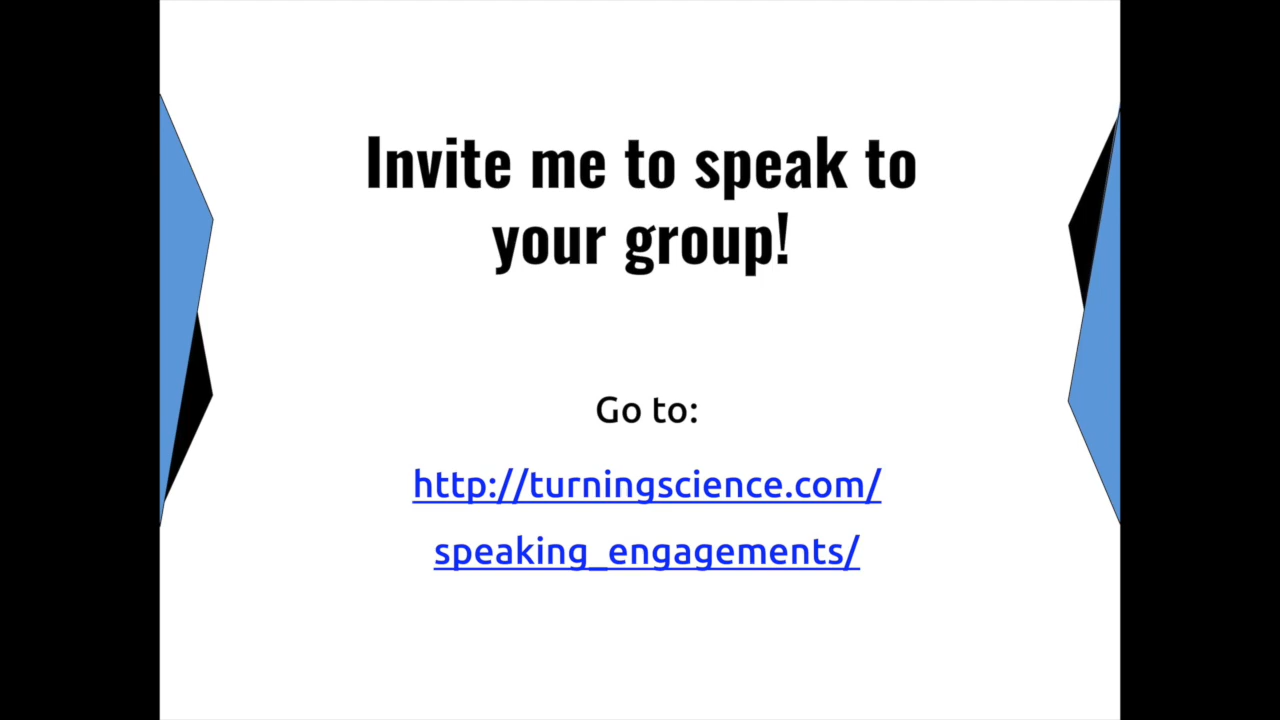 Invite me to speak to
your group!
Go to:
http://turningscience.com/
speaking_engagements/